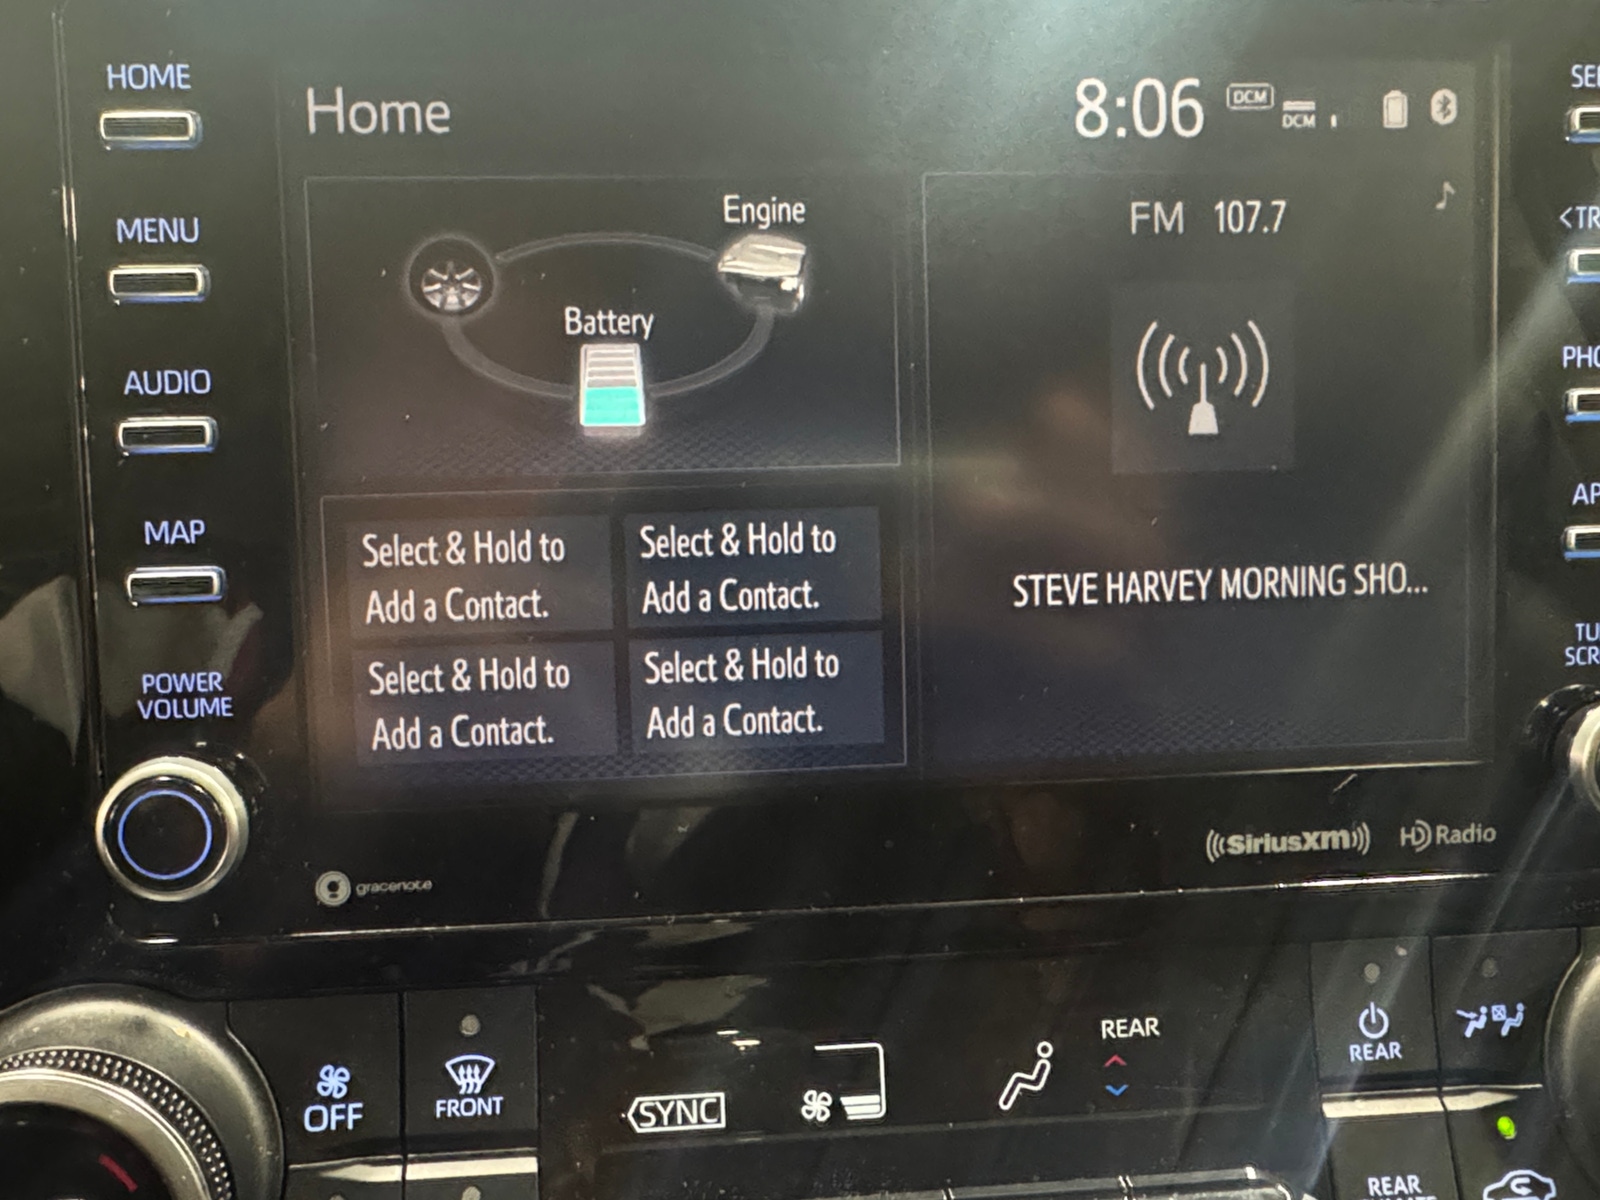 HOME
Home
8:06
DCM
DCM
MENU
Engine
Battery
FM 107.7
AUDIO
MAP
Select & Hold to
Add a Contact.
Select & Hold to
Add a Contact.
Select & Hold to
Add a Contact.
Select & Hold to
Add a Contact.
STEVE HARVEY MORNING SHO...
POWER
VOLUME
gracenote
SiriusXm
HD Radio
OFF
FRONT
SYNC
REAR
REAR
REAR